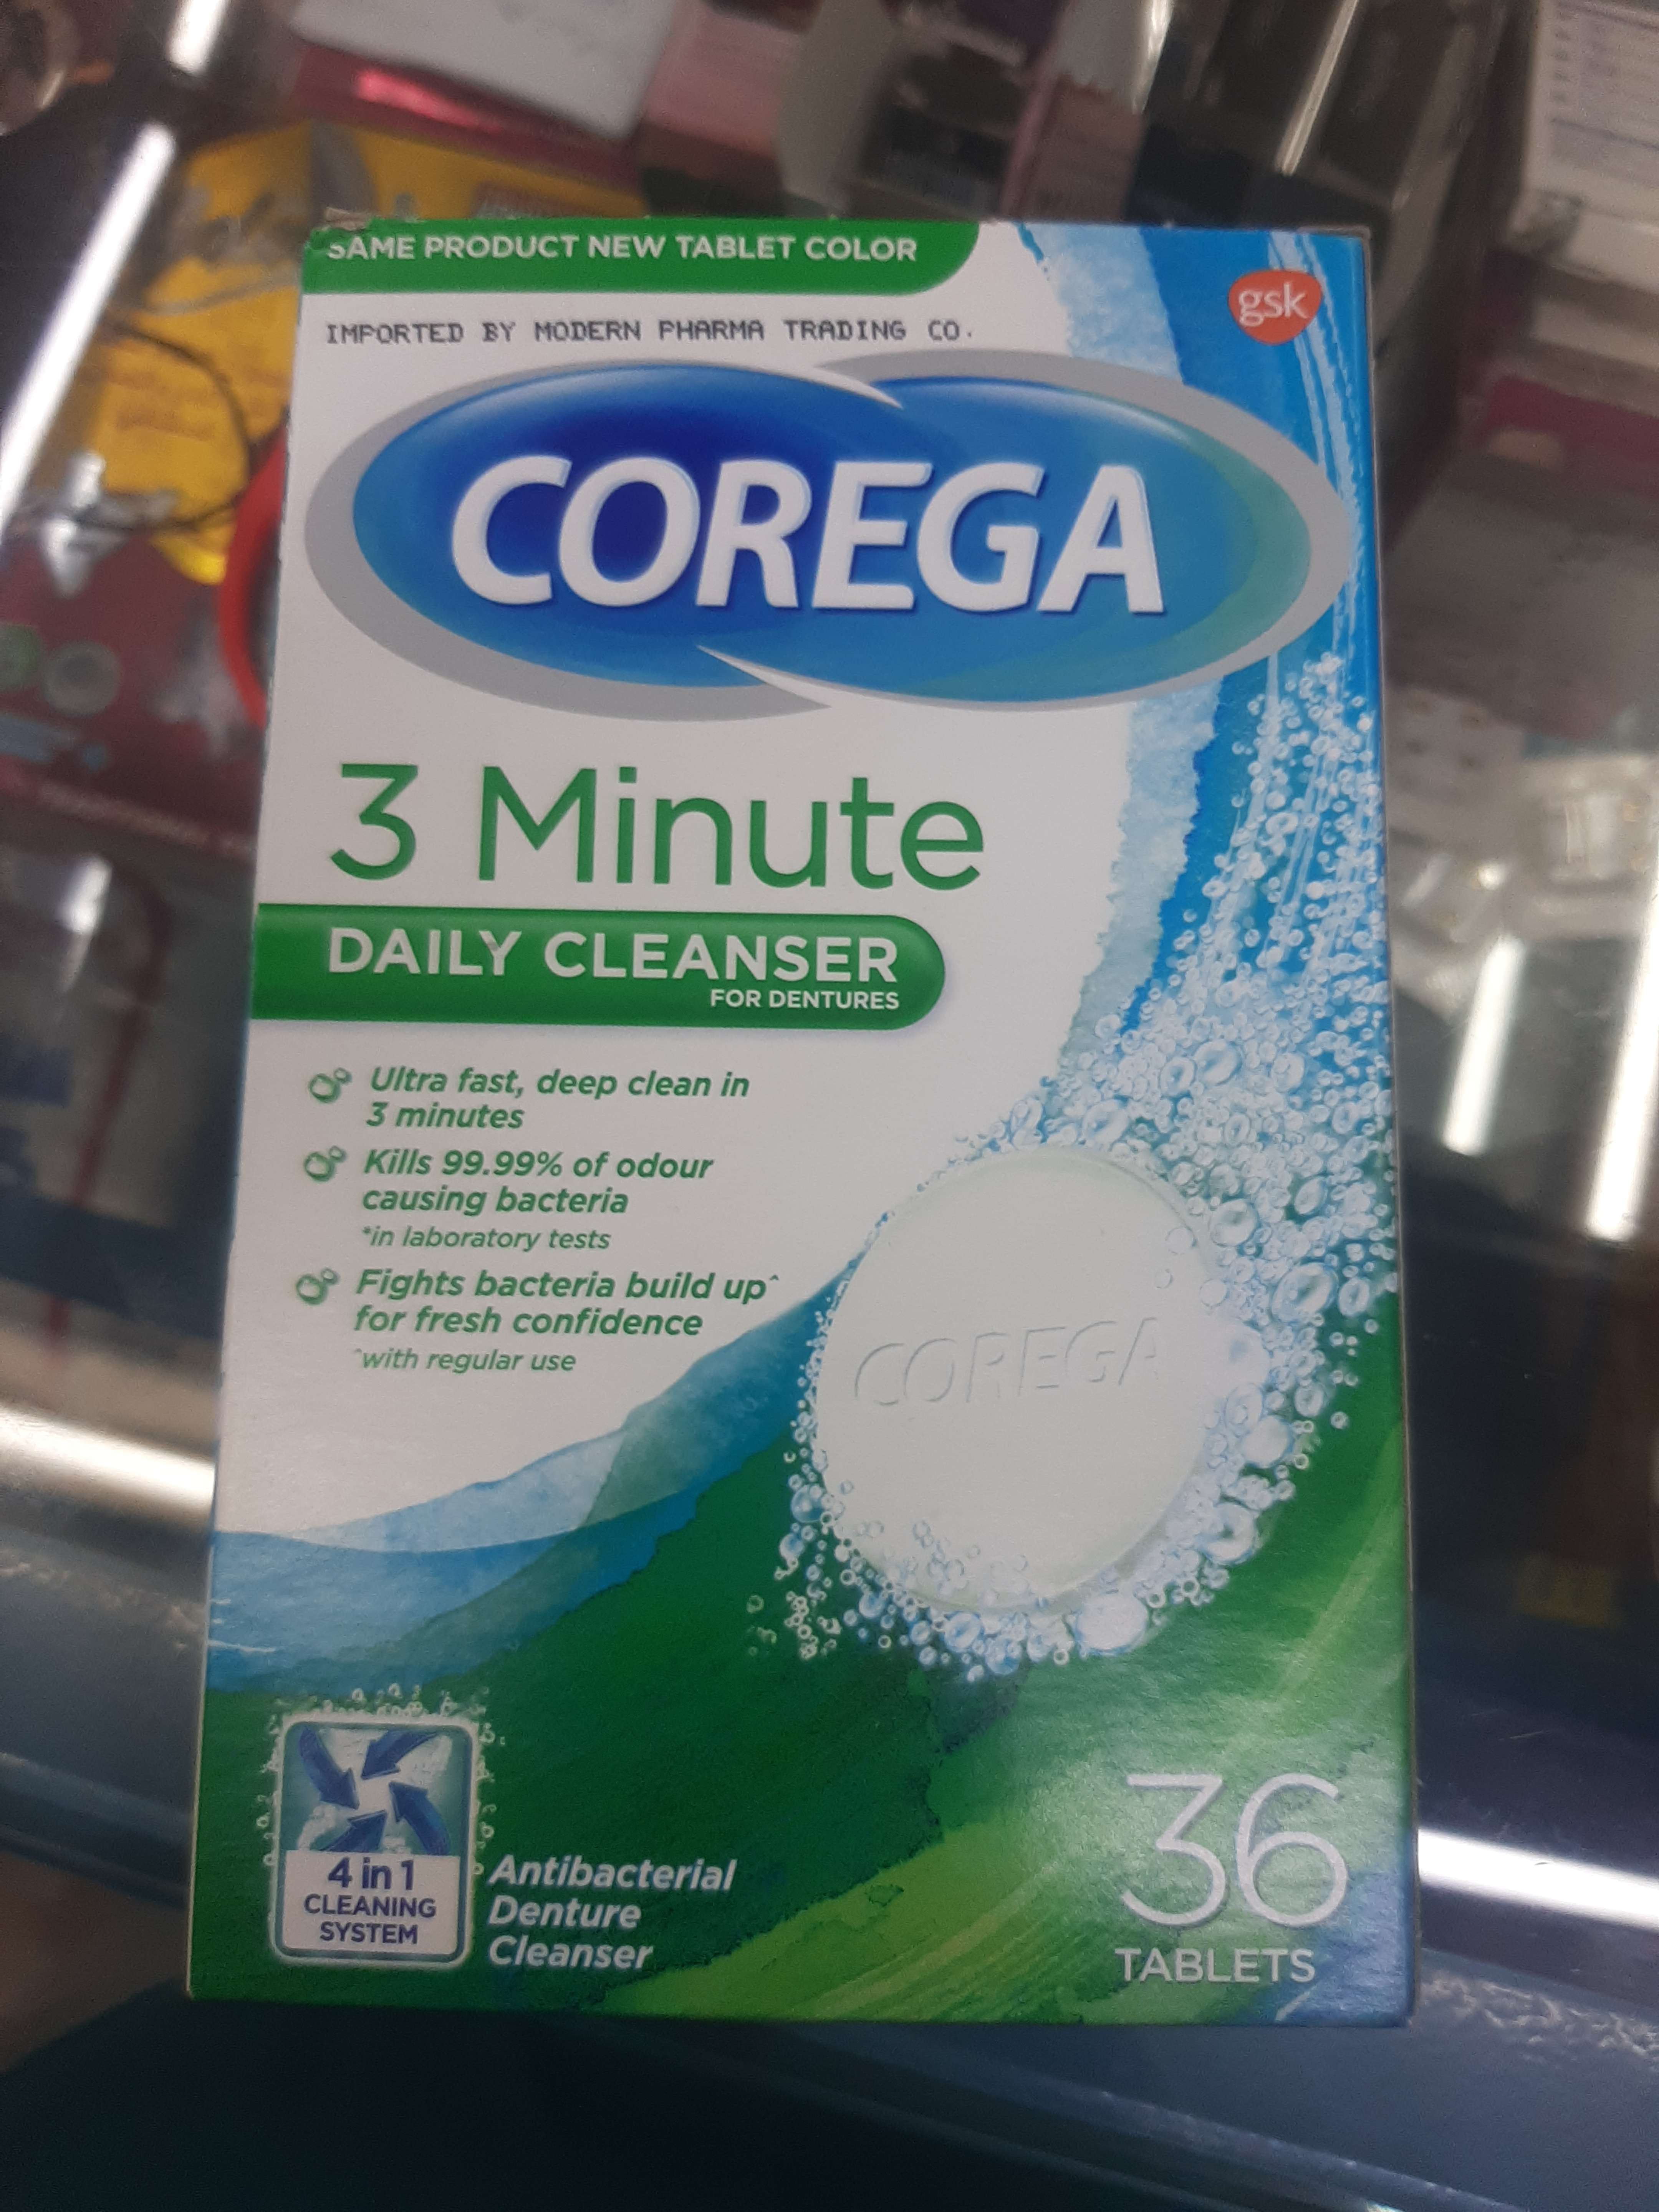 SAME PRODUCT NEW TABLET COLOR
gsk
IMPORTED BY MODERN PHARMA TRADING CO.
COREGA
3 Minute
DAILY CLEANSER
FOR DENTURES
Ultra fast, deep clean in
3 minutes
Kills 99.99% of odour
causing bacteria
*in laboratory tests
Fights bacteria build up^
for fresh confidence
^with regular use
COREGA
4 in 1
CLEANING
SYSTEM
Antibacterial
Denture
Cleanser
36
TABLETS